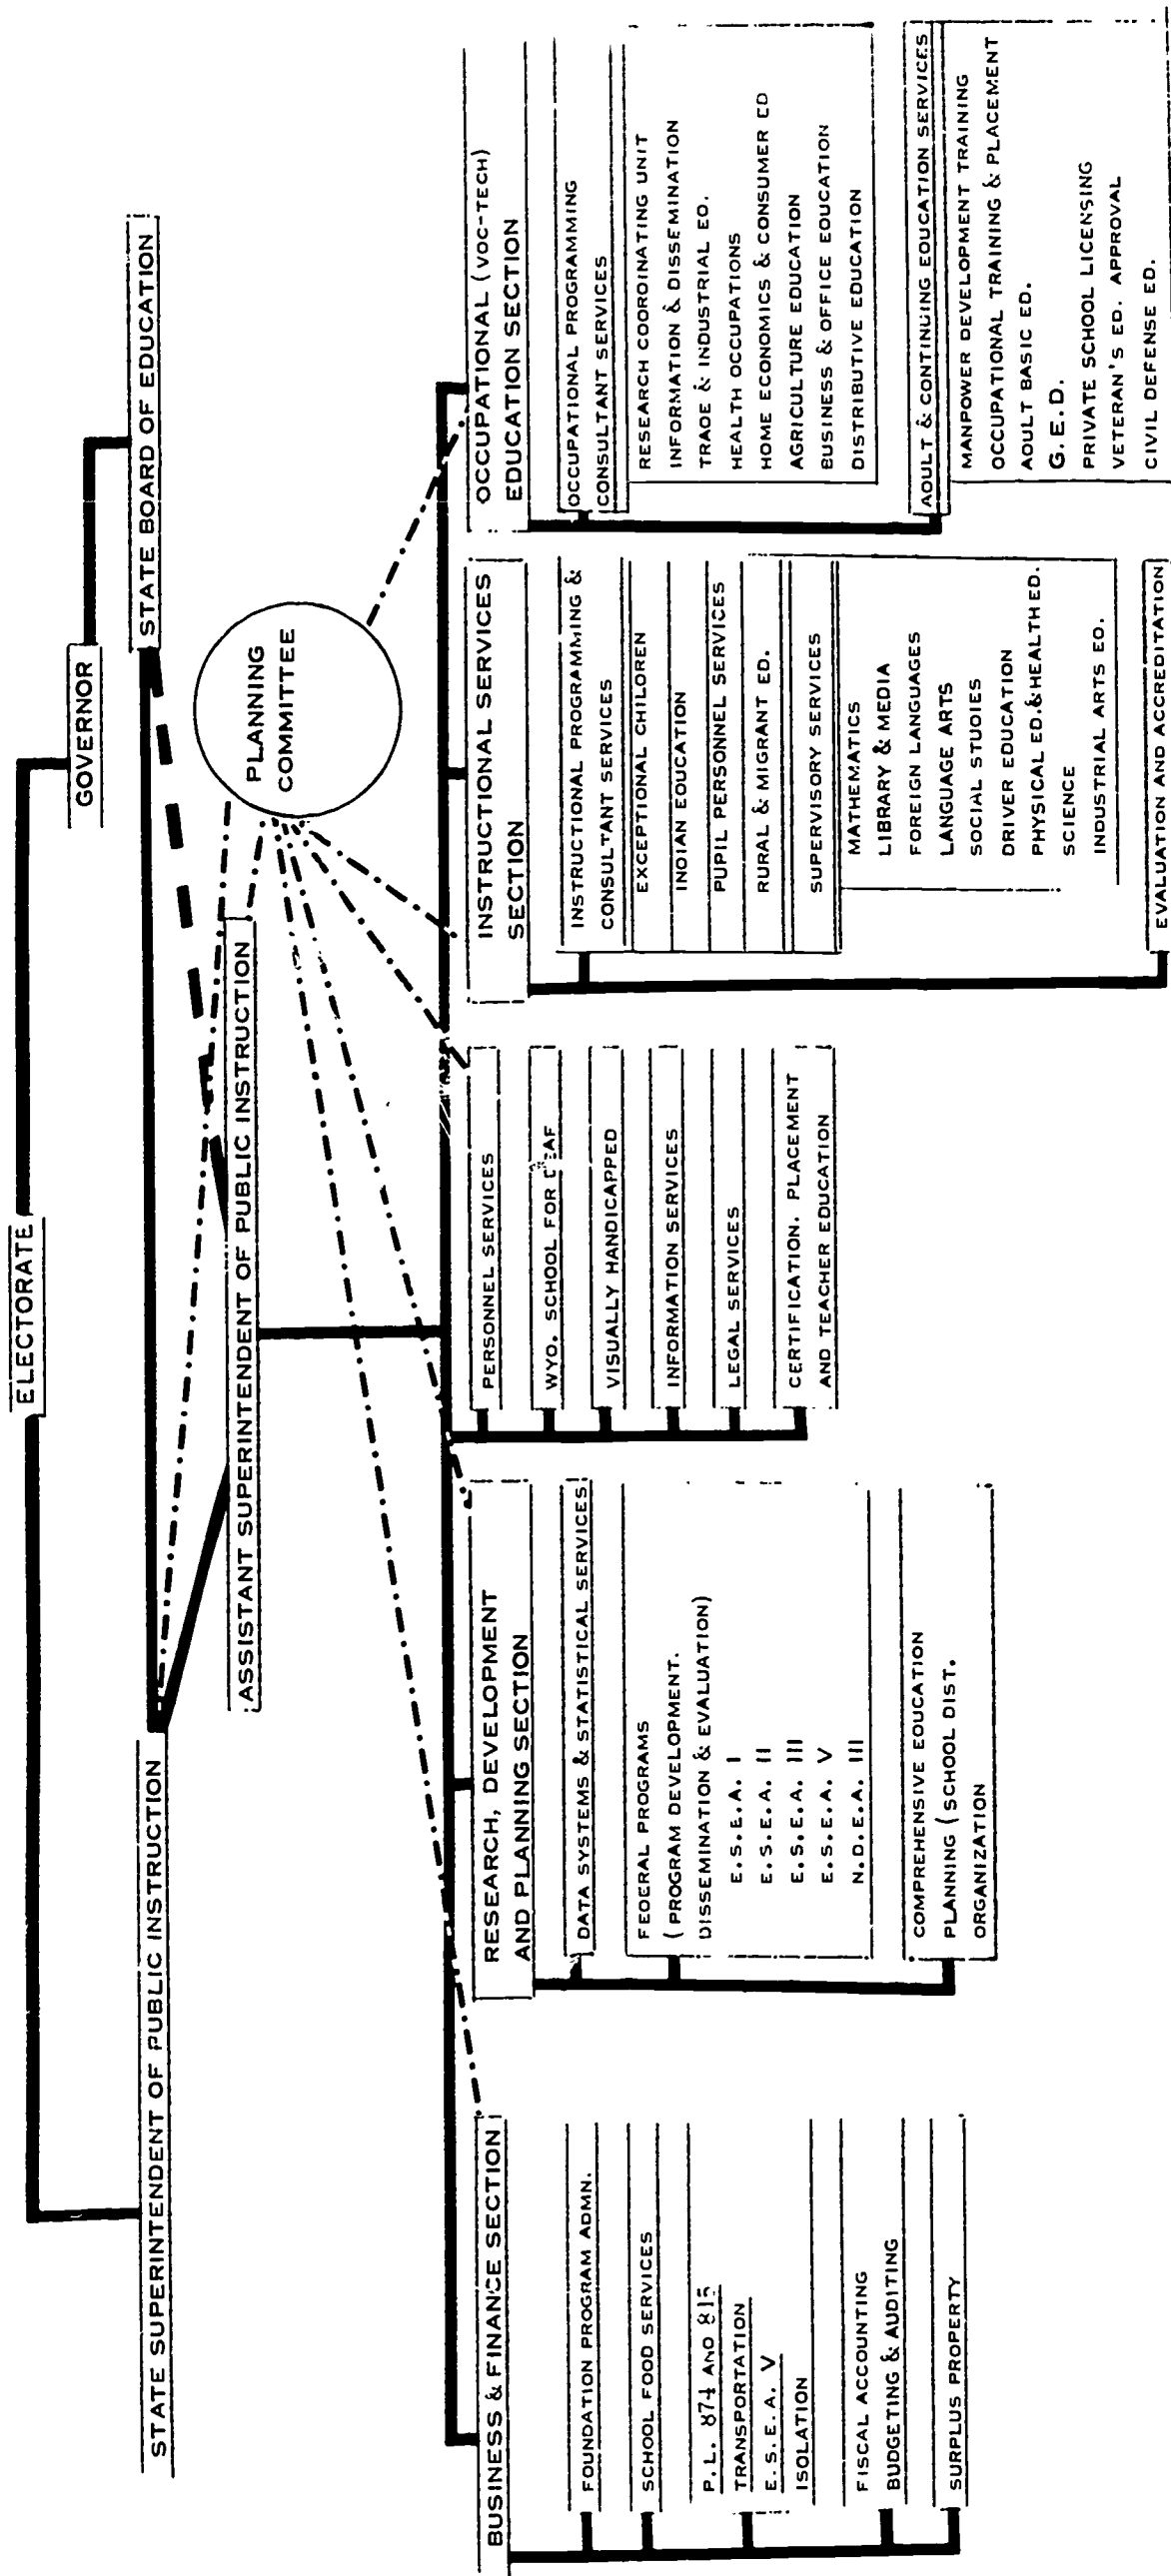 ELECTORATE
GOVERNOR
STATE SUPERINTENDENT OF PUBLIC INSTRUCTION
STATE BOARD OF EDUCATION
ASSISTANT SUPERINTENDENT OF PUBLIC INSTRUCTION
PLANNING
COMMITTEE
BUSINESS & FINANCE SECTION
FOUNDATION PROGRAM ADMN.
SCHOOL FOOD SERVICES
P.L. 874 AND 815
TRANSPORTATION
E.S.E.A. V
ISOLATION
FISCAL ACCOUNTING
BUDGETING & AUDITING
SURPLUS PROPERTY
RESEARCH, DEVELOPMENT
AND PLANNING SECTION
DATA SYSTEMS & STATISTICAL SERVICES
FEDERAL PROGRAMS
(PROGRAM DEVELOPMENT.
DISSEMINATION & EVALUATION)
E.S.E.A. I
E.S.E.A. II
E.S.E.A. III
E.S.E.A. V
N.D.E.A. III
COMPREHENSIVE EDUCATION
PLANNING (SCHOOL DIST.
ORGANIZATION
PERSONNEL SERVICES
WYO. SCHOOL FOR DEAF
VISUALLY HANDICAPPED
INFORMATION SERVICES
LEGAL SERVICES
CERTIFICATION. PLACEMENT
AND TEACHER EDUCATION
INSTRUCTIONAL SERVICES
SECTION
INSTRUCTIONAL PROGRAMMING &
CONSULTANT SERVICES
EXCEPTIONAL CHILDREN
INDIAN EDUCATION
PUPIL PERSONNEL SERVICES
RURAL & MIGRANT ED.
SUPERVISORY SERVICES
MATHEMATICS
LIBRARY & MEDIA
FOREIGN LANGUAGES
LANGUAGE ARTS
SOCIAL STUDIES
DRIVER EDUCATION
PHYSICAL ED.& HEALTH ED.
SCIENCE
INDUSTRIAL ARTS ED.
EVALUATION AND ACCREDITATION
OCCUPATIONAL (VOC-TECH)
EDUCATION SECTION
OCCUPATIONAL PROGRAMMING
CONSULTANT SERVICES
RESEARCH COORDINATING UNIT
INFORMATION & DISSEMINATION
TRADE & INDUSTRIAL ED.
HEALTH OCCUPATIONS
HOME ECONOMICS & CONSUMER ED
AGRICULTURE EDUCATION
BUSINESS & OFFICE EDUCATION
DISTRIBUTIVE EDUCATION
ADULT & CONTINUING EDUCATION SERVICES
MANPOWER DEVELOPMENT TRAINING
OCCUPATIONAL TRAINING & PLACEMENT
ADULT BASIC ED.
G.E.D.
PRIVATE SCHOOL LICENSING
VETERAN'S ED. APPROVAL
CIVIL DEFENSE ED.